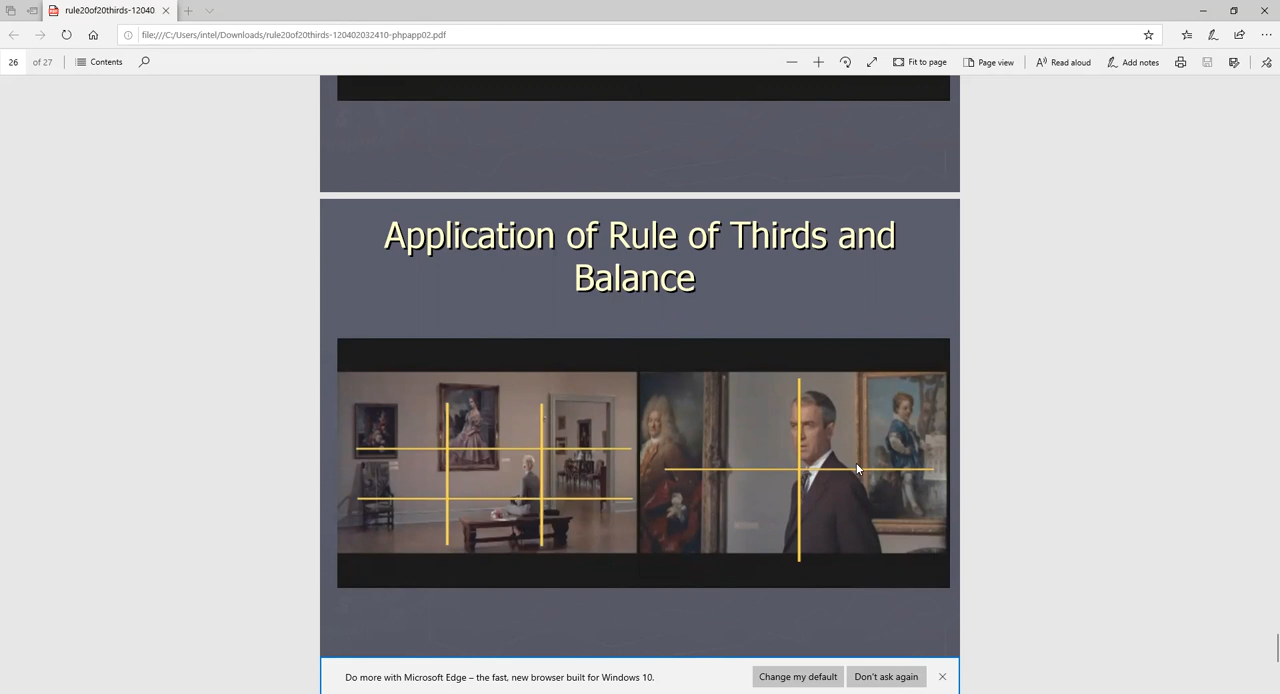 rule20of20thirds-12040
file:///C:/Users/intel/Downloads/rule20of20thirds-120402032410-phpapp02.pdf
26 of 27 Contents Fit to page Page view Read aloud Add notes
Application of Rule of Thirds and
Balance
Do more with Microsoft Edge – the fast, new browser built for Windows 10. Change my default Don't ask again